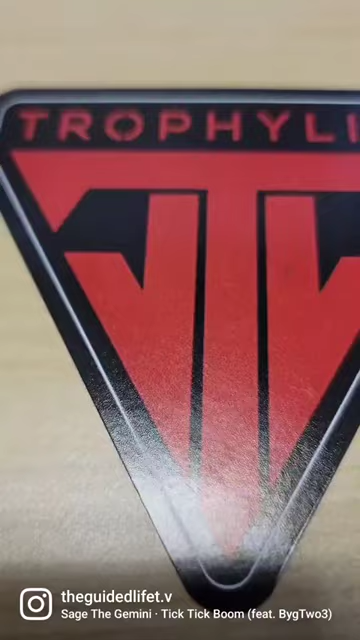 TROPHYLI
theguidedlifet.v
Sage The Gemini · Tick Tick Boom (feat. BygTwo3)